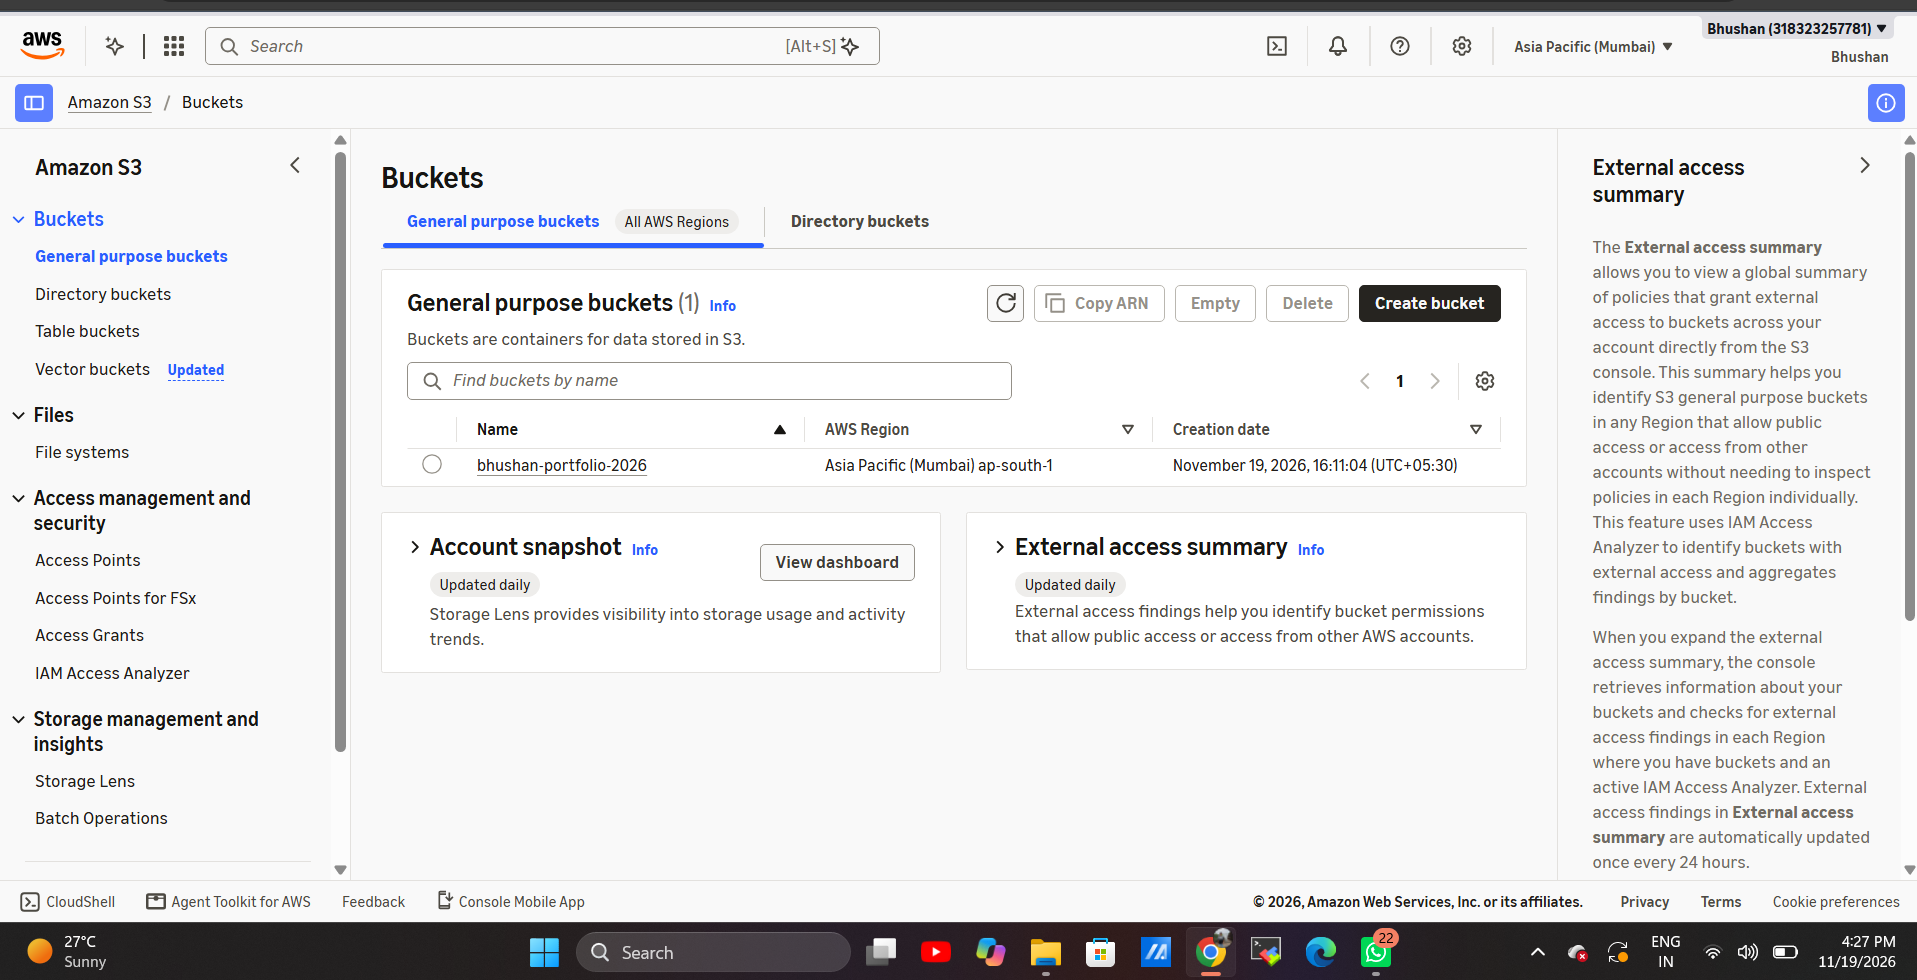 aws
Search
[Alt+S]
Asia Pacific (Mumbai)
Bhushan (318323257781)
Bhushan
Amazon S3 / Buckets
Amazon S3
Buckets
General purpose buckets
Directory buckets
Table buckets
Vector buckets Updated
Files
File systems
Access management and
security
Access Points
Access Points for FSx
Access Grants
IAM Access Analyzer
Storage management and
insights
Storage Lens
Batch Operations
Buckets
General purpose buckets All AWS Regions Directory buckets
General purpose buckets (1) Info
Copy ARN Empty Delete Create bucket
Buckets are containers for data stored in S3.
Find buckets by name
1
Name AWS Region Creation date
bhushan-portfolio-2026 Asia Pacific (Mumbai) ap-south-1 November 19, 2026, 16:11:04 (UTC+05:30)
Account snapshot Info
View dashboard
Updated daily
Storage Lens provides visibility into storage usage and activity
trends.
External access summary Info
Updated daily
External access findings help you identify bucket permissions
that allow public access or access from other AWS accounts.
External access
summary
The External access summary
allows you to view a global summary
of policies that grant external
access to buckets across your
account directly from the S3
console. This summary helps you
identify S3 general purpose buckets
in any Region that allow public
access or access from other
accounts without needing to inspect
policies in each Region individually.
This feature uses IAM Access
Analyzer to identify buckets with
external access and aggregates
findings by bucket.
When you expand the external
access summary, the console
retrieves information about your
buckets and checks for external
access findings in each Region
where you have buckets and an
active IAM Access Analyzer. External
access findings in External access
summary are automatically updated
once every 24 hours.
CloudShell Agent Toolkit for AWS Feedback Console Mobile App
© 2026, Amazon Web Services, Inc. or its affiliates. Privacy Terms Cookie preferences
27°C
Sunny
Search
22
ENG
IN
4:27 PM
11/19/2026